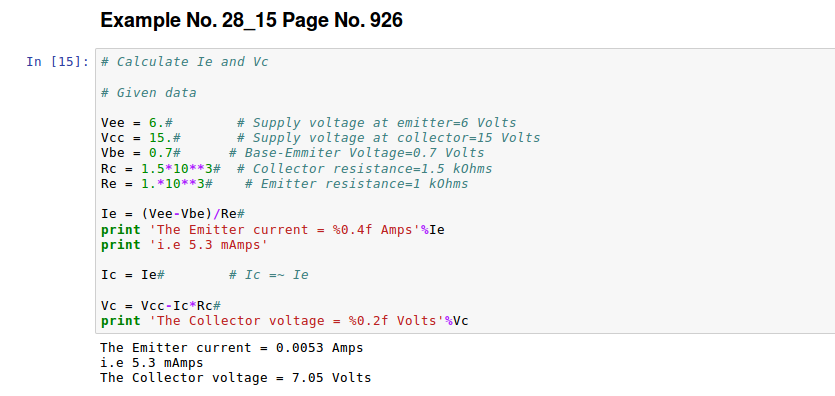 Example No. 28_15 Page No. 926
In [15]: # Calculate Ie and Vc
# Given data
Vee = 6.#        # Supply voltage at emitter=6 Volts
Vcc = 15.#       # Supply voltage at collector=15 Volts
Vbe = 0.7#      # Base-Emmiter Voltage=0.7 Volts
Rc = 1.5*10**3#  # Collector resistance=1.5 kOhms
Re = 1.*10**3#    # Emitter resistance=1 kOhms
Ie = (Vee-Vbe)/Re#
print 'The Emitter current = %0.4f Amps'%Ie
print 'i.e 5.3 mAmps'
Ic = Ie#        # Ic =~ Ie
Vc = Vcc-Ic*Rc#
print 'The Collector voltage = %0.2f Volts'%Vc
The Emitter current = 0.0053 Amps
i.e 5.3 mAmps
The Collector voltage = 7.05 Volts